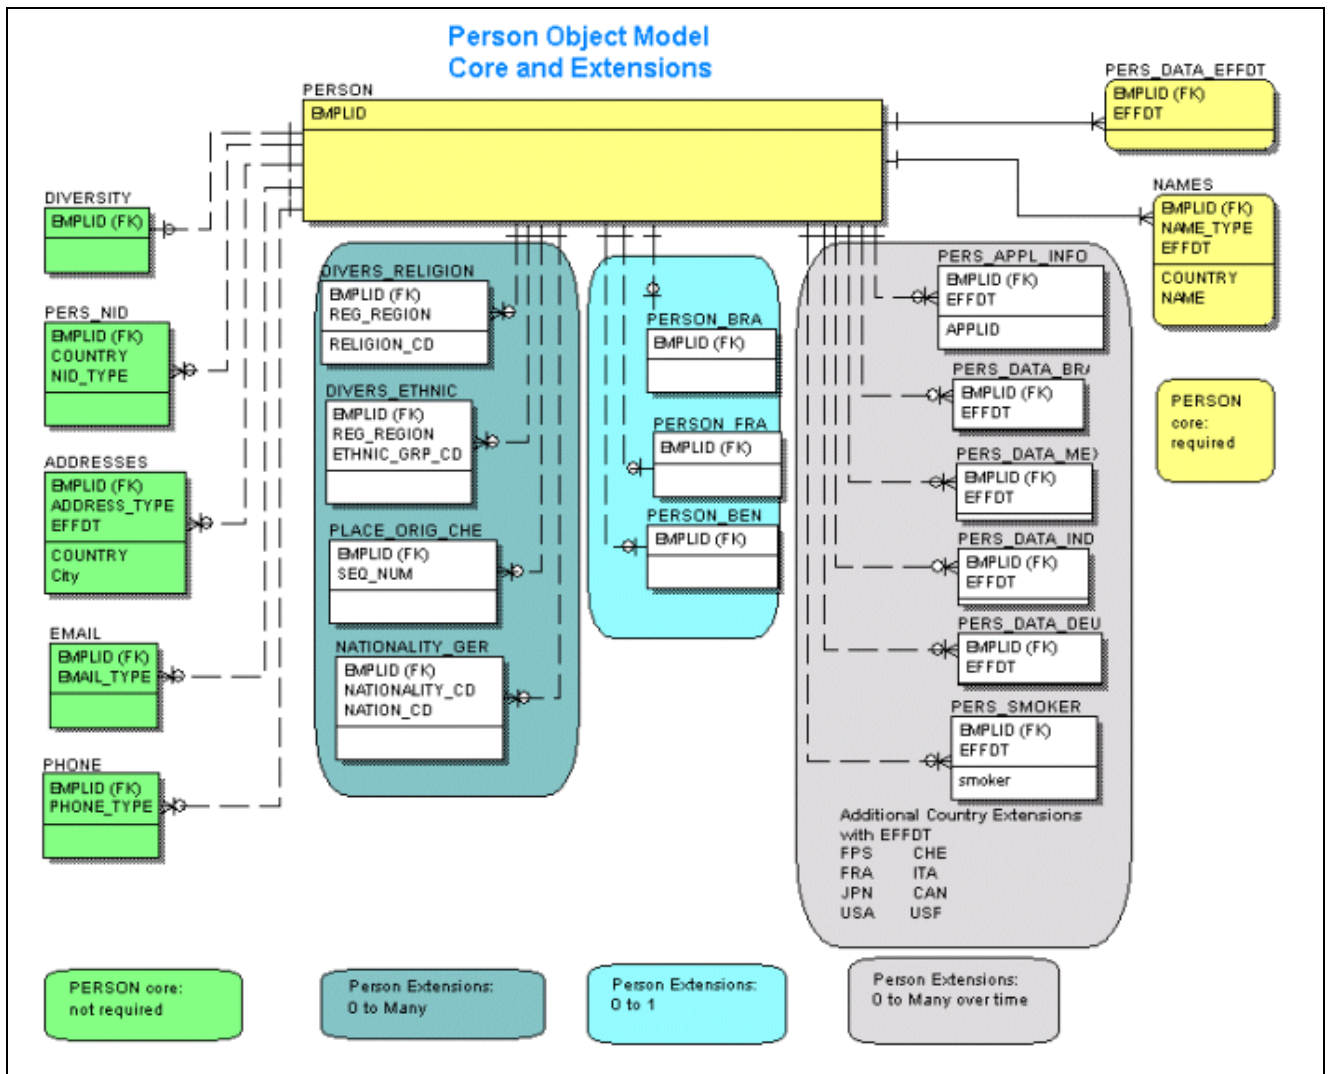 Person Object Model
Core and Extensions
PERSON
EMPLID
PERS_DATA_EFFDT
EMPLID (FK)
EFFDT
NAMES
EMPLID (FK)
NAME_TYPE
EFFDT
COUNTRY
NAME
PERSON
core:
required
DIVERSITY
EMPLID (FK)
PERS_NID
EMPLID (FK)
COUNTRY
NID_TYPE
ADDRESSES
EMPLID (FK)
ADDRESS_TYPE
EFFDT
COUNTRY
City
EMAIL
EMPLID (FK)
EMAIL_TYPE
PHONE
EMPLID (FK)
PHONE_TYPE
DIVERS_RELIGION
EMPLID (FK)
REG_REGION
RELIGION_CD
DIVERS_ETHNIC
EMPLID (FK)
REG_REGION
ETHNIC_GRP_CD
PLACE_ORIG_CHE
EMPLID (FK)
SEQ_NUM
NATIONALITY_GER
EMPLID (FK)
NATIONALITY_CD
NATION_CD
PERSON_BRA
EMPLID (FK)
PERSON_FRA
EMPLID (FK)
PERSON_BEN
EMPLID (FK)
PERS_APPL_INFO
EMPLID (FK)
EFFDT
APPLID
PERS_DATA_BRA
EMPLID (FK)
EFFDT
PERS_DATA_MEX
EMPLID (FK)
EFFDT
PERS_DATA_IND
EMPLID (FK)
EFFDT
PERS_DATA_DEU
EMPLID (FK)
EFFDT
PERS_SMOKER
EMPLID (FK)
EFFDT
smoker
Additional Country Extensions
with EFFDT
FPS CHE
FRA ITA
JPN CAN
USA USF
PERSON core:
not required
Person Extensions:
0 to Many
Person Extensions:
0 to 1
Person Extensions:
0 to Many over time